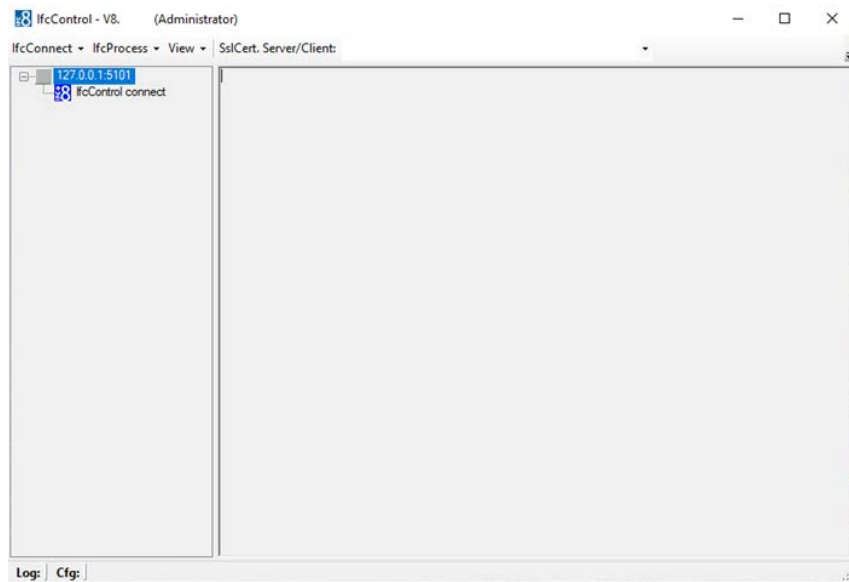 IfcControl - V8. (Administrator)
IfcConnect IfcProcess View SslCert. Server/Client:
127.0.0.1:5101
IfcControl connect
Log: Cfg: